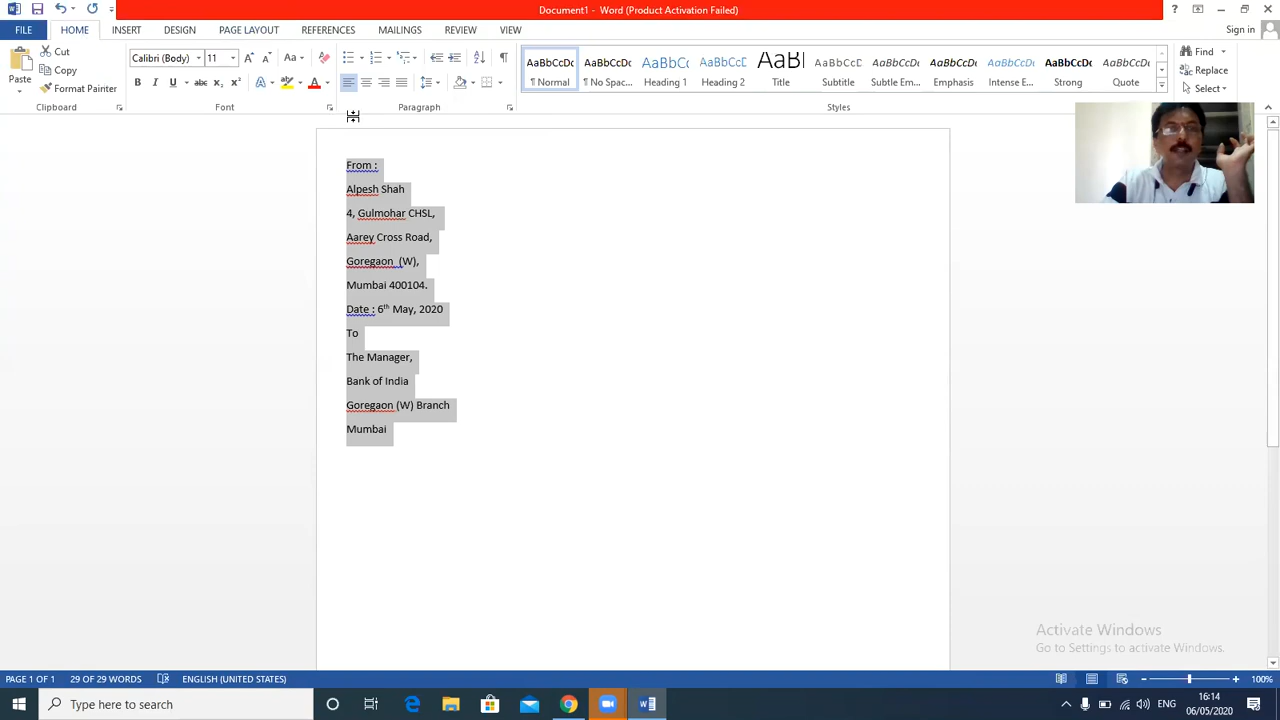 Document1 - Word (Product Activation Failed)
Sign in
FILE HOME INSERT DESIGN PAGE LAYOUT REFERENCES MAILINGS REVIEW VIEW
Paste
Cut
Copy
Format Painter
Clipboard
Calibri (Body) 11
Font
Paragraph
AaBbCcDc AaBbCcDc AaBbC AaBbCc AaB AaBbCcD AaBbCcDc AaBbCcDc AaBbCcDc AaBbCcDc AaBbCcDc
¶ Normal ¶ No Spac... Heading 1 Heading 2 Title Subtitle Subtle Em... Emphasis Intense E... Strong Quote
Styles
Find
Replace
Select
From :
Alpesh Shah
4, Gulmohar CHSL,
Aarey Cross Road,
Goregaon (W),
Mumbai 400104.
Date : 6th May, 2020
To
The Manager,
Bank of India
Goregaon (W) Branch
Mumbai
Activate Windows
Go to Settings to activate Windows.
PAGE 1 OF 1 29 OF 29 WORDS ENGLISH (UNITED STATES) 100%
Type here to search
ENG
16:14
06/05/2020